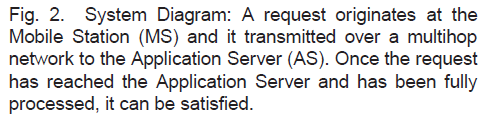 Fig. 2. System Diagram: A request originates at the
Mobile Station (MS) and it transmitted over a multihop
network to the Application Server (AS). Once the request
has reached the Application Server and has been fully
processed, it can be satisfied.